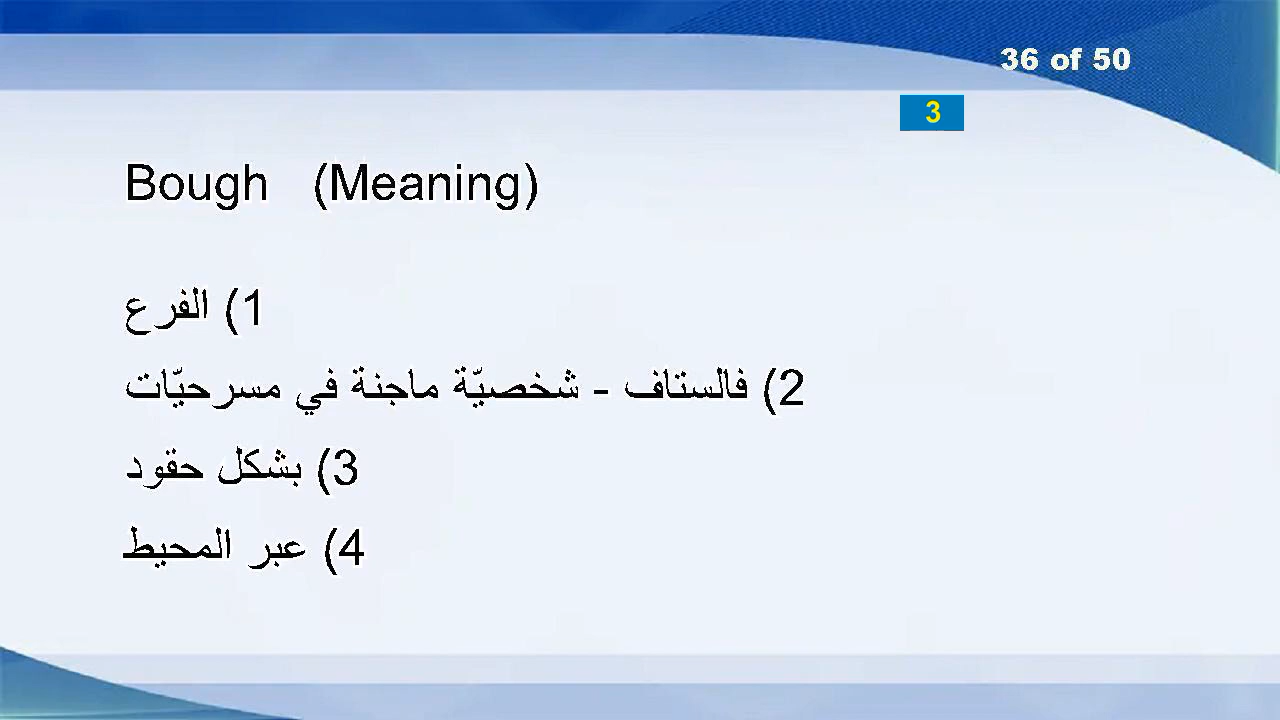 36 of 50
3
Bough (Meaning)
1) الفرع
2) فالستاف - شخصيّة ماجنة في مسرحيّات
3) بشكل حقود
4) عبر المحيط